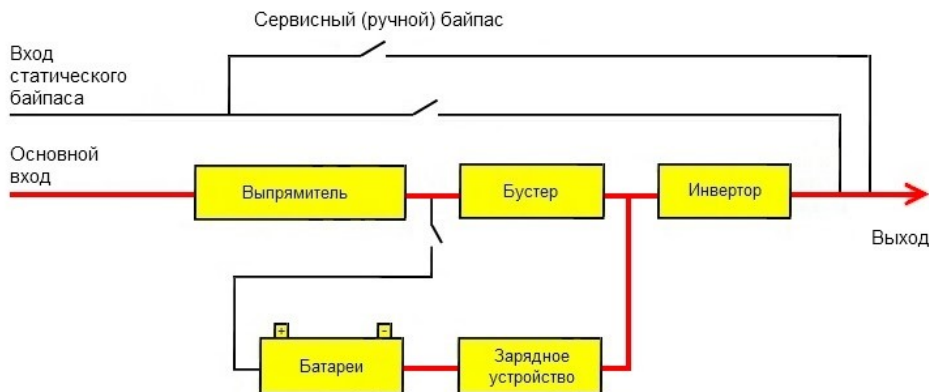 Сервисный (ручной) байпас
Вход
статического
байпаса
Основной
вход
Выпрямитель
Бустер
Инвертор
Выход
+
-
Батареи
Зарядное
устройство